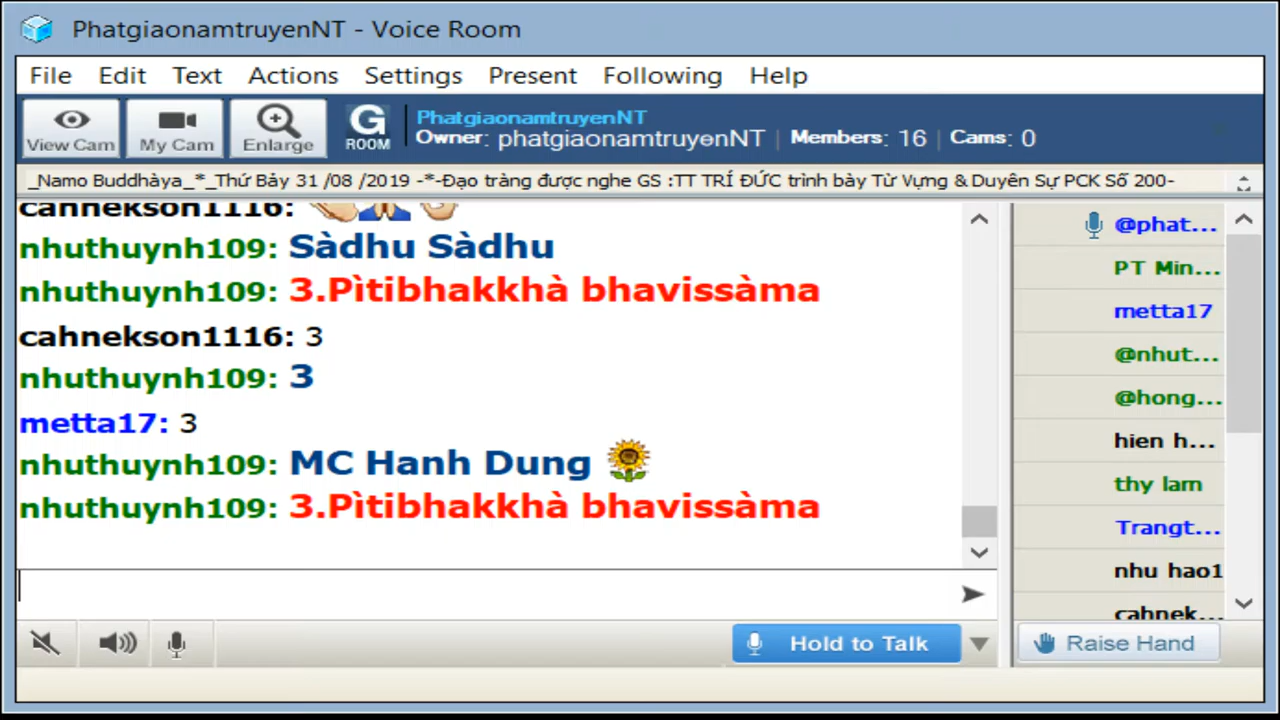 PhatgiaonamtruyenNT - Voice Room
File Edit Text Actions Settings Present Following Help
View Cam
My Cam
Enlarge
G ROOM
PhatgiaonamtruyenNT
Owner: phatgiaonamtruyenNT | Members: 16 | Cams: 0
_Namo Buddhàya_*_Thứ Bảy 31 /08 /2019 -*-Đạo tràng được nghe GS :TT TRÍ ĐỨC trình bày Từ Vựng & Duyên Sự PCK Số 200-
cahnekson1116:
nhuthuynh109: Sàdhu Sàdhu
nhuthuynh109: 3.Pìtibhakkhà bhavissàma
cahnekson1116: 3
nhuthuynh109: 3
metta17: 3
nhuthuynh109: MC Hanh Dung
nhuthuynh109: 3.Pìtibhakkhà bhavissàma
@phat...
PT Min...
metta17
@nhut...
@hong...
hien h...
thy lam
Trangt...
nhu hao1
cahnek...
Hold to Talk
Raise Hand